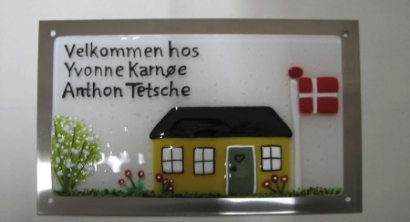 Velkommen hos
Yvonne Karnøe
Anthon Tetsche